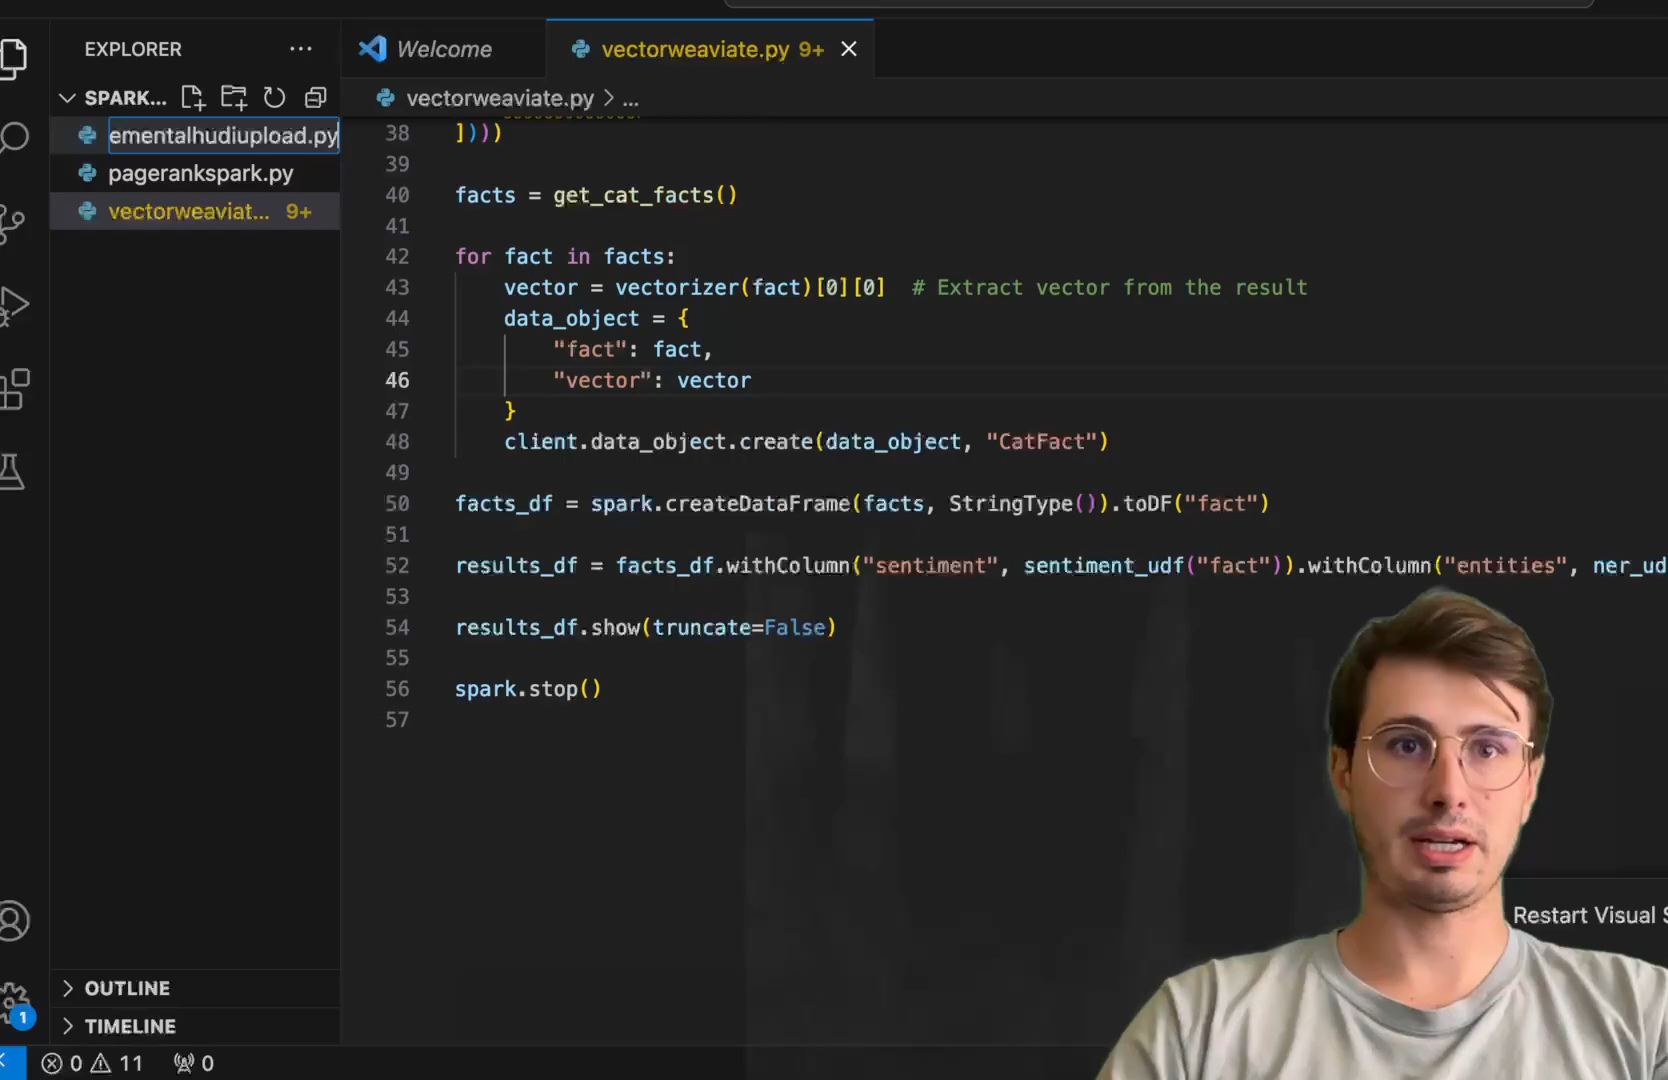 EXPLORER
Welcome
vectorweaviate.py 9+
SPARK...
vectorweaviate.py > ...
ementalhudiupload.py
pagerankspark.py
vectorweaviat... 9+
38 ])))
39
40 facts = get_cat_facts()
41
42 for fact in facts:
43 vector = vectorizer(fact)[0][0] # Extract vector from the result
44 data_object = {
45 "fact": fact,
46 "vector": vector
47 }
48 client.data_object.create(data_object, "CatFact")
49
50 facts_df = spark.createDataFrame(facts, StringType()).toDF("fact")
51
52 results_df = facts_df.withColumn("sentiment", sentiment_udf("fact")).withColumn("entities", ner_ud
53
54 results_df.show(truncate=False)
55
56 spark.stop()
57
Restart Visual S
OUTLINE
TIMELINE
1
0 11 0